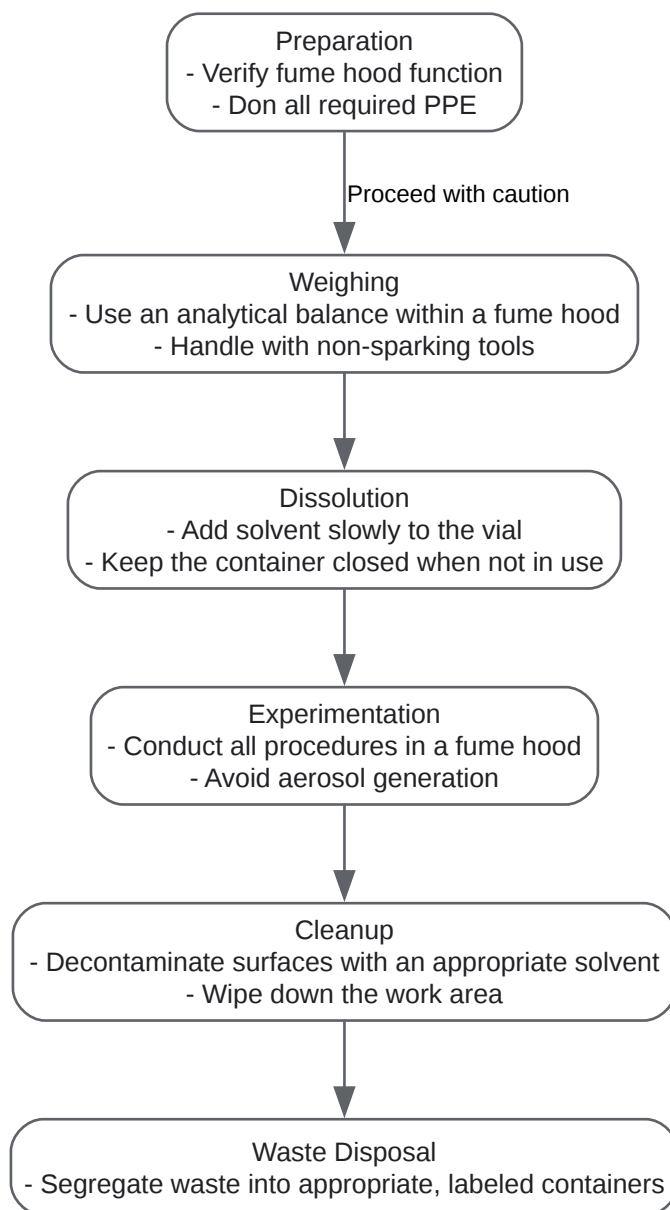 Preparation
- Verify fume hood function
- Don all required PPE
Proceed with caution
Weighing
- Use an analytical balance within a fume hood
- Handle with non-sparking tools
Dissolution
- Add solvent slowly to the vial
- Keep the container closed when not in use
Experimentation
- Conduct all procedures in a fume hood
- Avoid aerosol generation
Cleanup
- Decontaminate surfaces with an appropriate solvent
- Wipe down the work area
Waste Disposal
- Segregate waste into appropriate, labeled containers